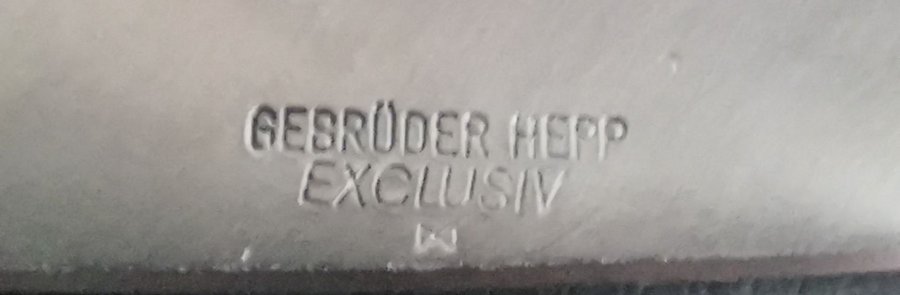 GEBRÜDER HEPP
EXCLUSIV